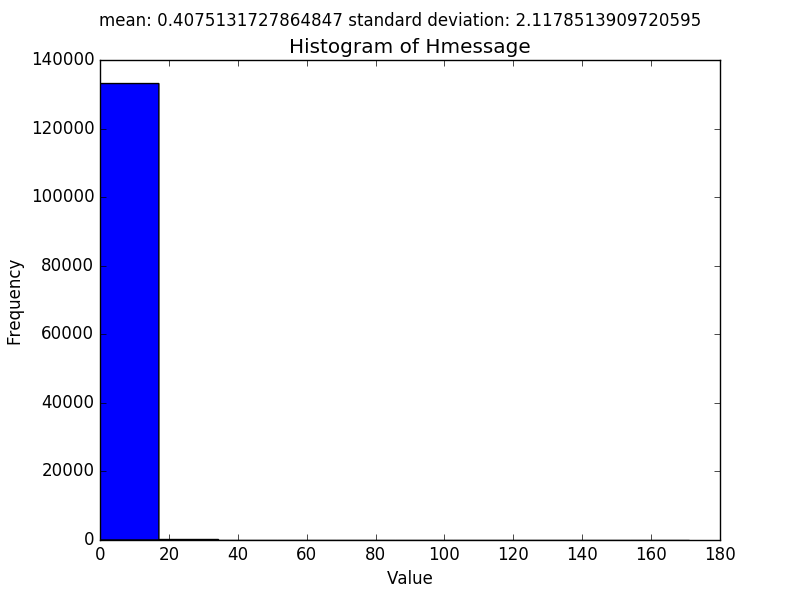 mean: 0.4075131727864847 standard deviation: 2.1178513909720595
Histogram of Hmessage
140000
120000
100000
80000
60000
40000
20000
0
Frequency
0 20 40 60 80 100 120 140 160 180
Value